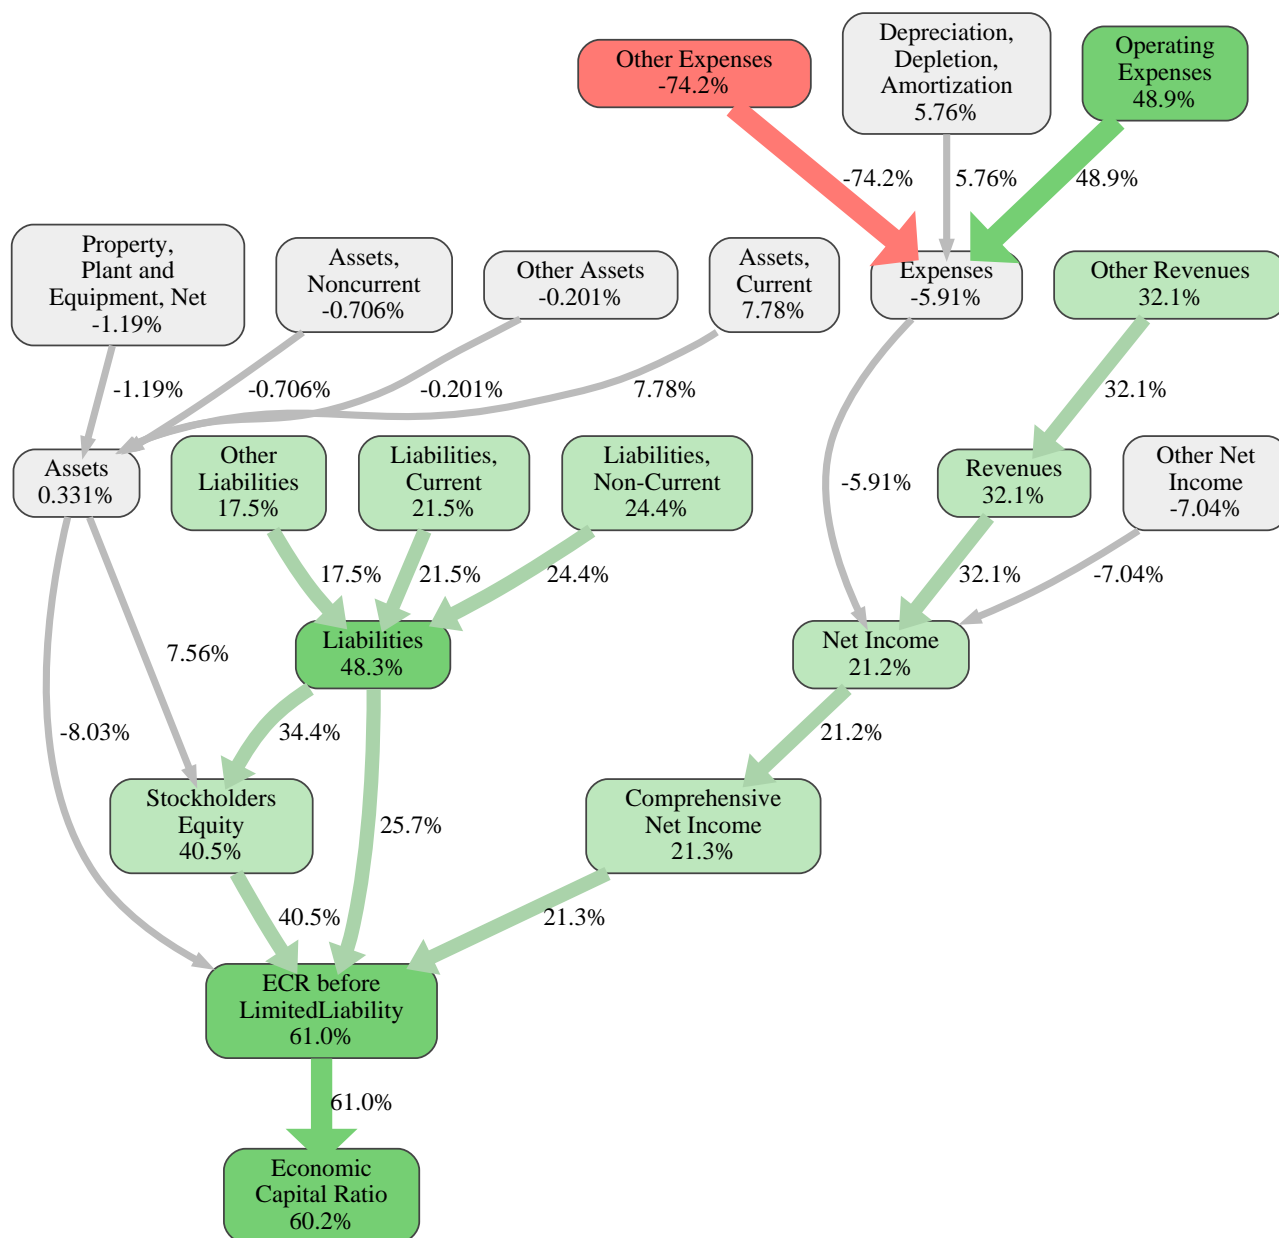 Other Expenses
-74.2%
Depreciation,
Depletion,
Amortization
5.76%
Operating
Expenses
48.9%
-74.2%
5.76%
48.9%
Property,
Plant and
Equipment, Net
-1.19%
Assets,
Noncurrent
-0.706%
Other Assets
-0.201%
Assets,
Current
7.78%
Expenses
-5.91%
Other Revenues
32.1%
-1.19%
-0.706%
-0.201%
7.78%
32.1%
Assets
0.331%
Other
Liabilities
17.5%
Liabilities,
Current
21.5%
Liabilities,
Non-Current
24.4%
-5.91%
Revenues
32.1%
Other Net
Income
-7.04%
17.5%
21.5%
24.4%
32.1%
-7.04%
Liabilities
48.3%
Net Income
21.2%
7.56%
-8.03%
34.4%
21.2%
Stockholders
Equity
40.5%
25.7%
Comprehensive
Net Income
21.3%
40.5%
21.3%
ECR before
LimitedLiability
61.0%
61.0%
Economic
Capital Ratio
60.2%